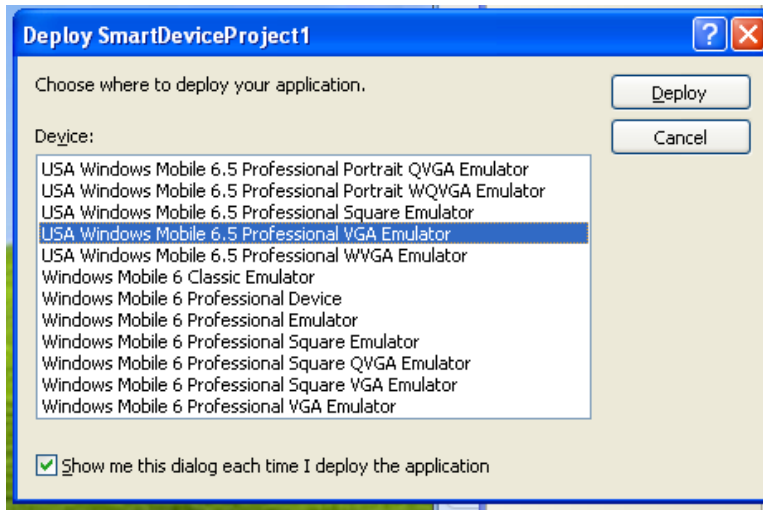 Deploy SmartDeviceProject1
Choose where to deploy your application.
Deploy
Cancel
Device:
USA Windows Mobile 6.5 Professional Portrait QVGA Emulator
USA Windows Mobile 6.5 Professional Portrait WQVGA Emulator
USA Windows Mobile 6.5 Professional Square Emulator
USA Windows Mobile 6.5 Professional VGA Emulator
USA Windows Mobile 6.5 Professional WVGA Emulator
Windows Mobile 6 Classic Emulator
Windows Mobile 6 Professional Device
Windows Mobile 6 Professional Emulator
Windows Mobile 6 Professional Square Emulator
Windows Mobile 6 Professional Square QVGA Emulator
Windows Mobile 6 Professional Square VGA Emulator
Windows Mobile 6 Professional VGA Emulator
Show me this dialog each time I deploy the application